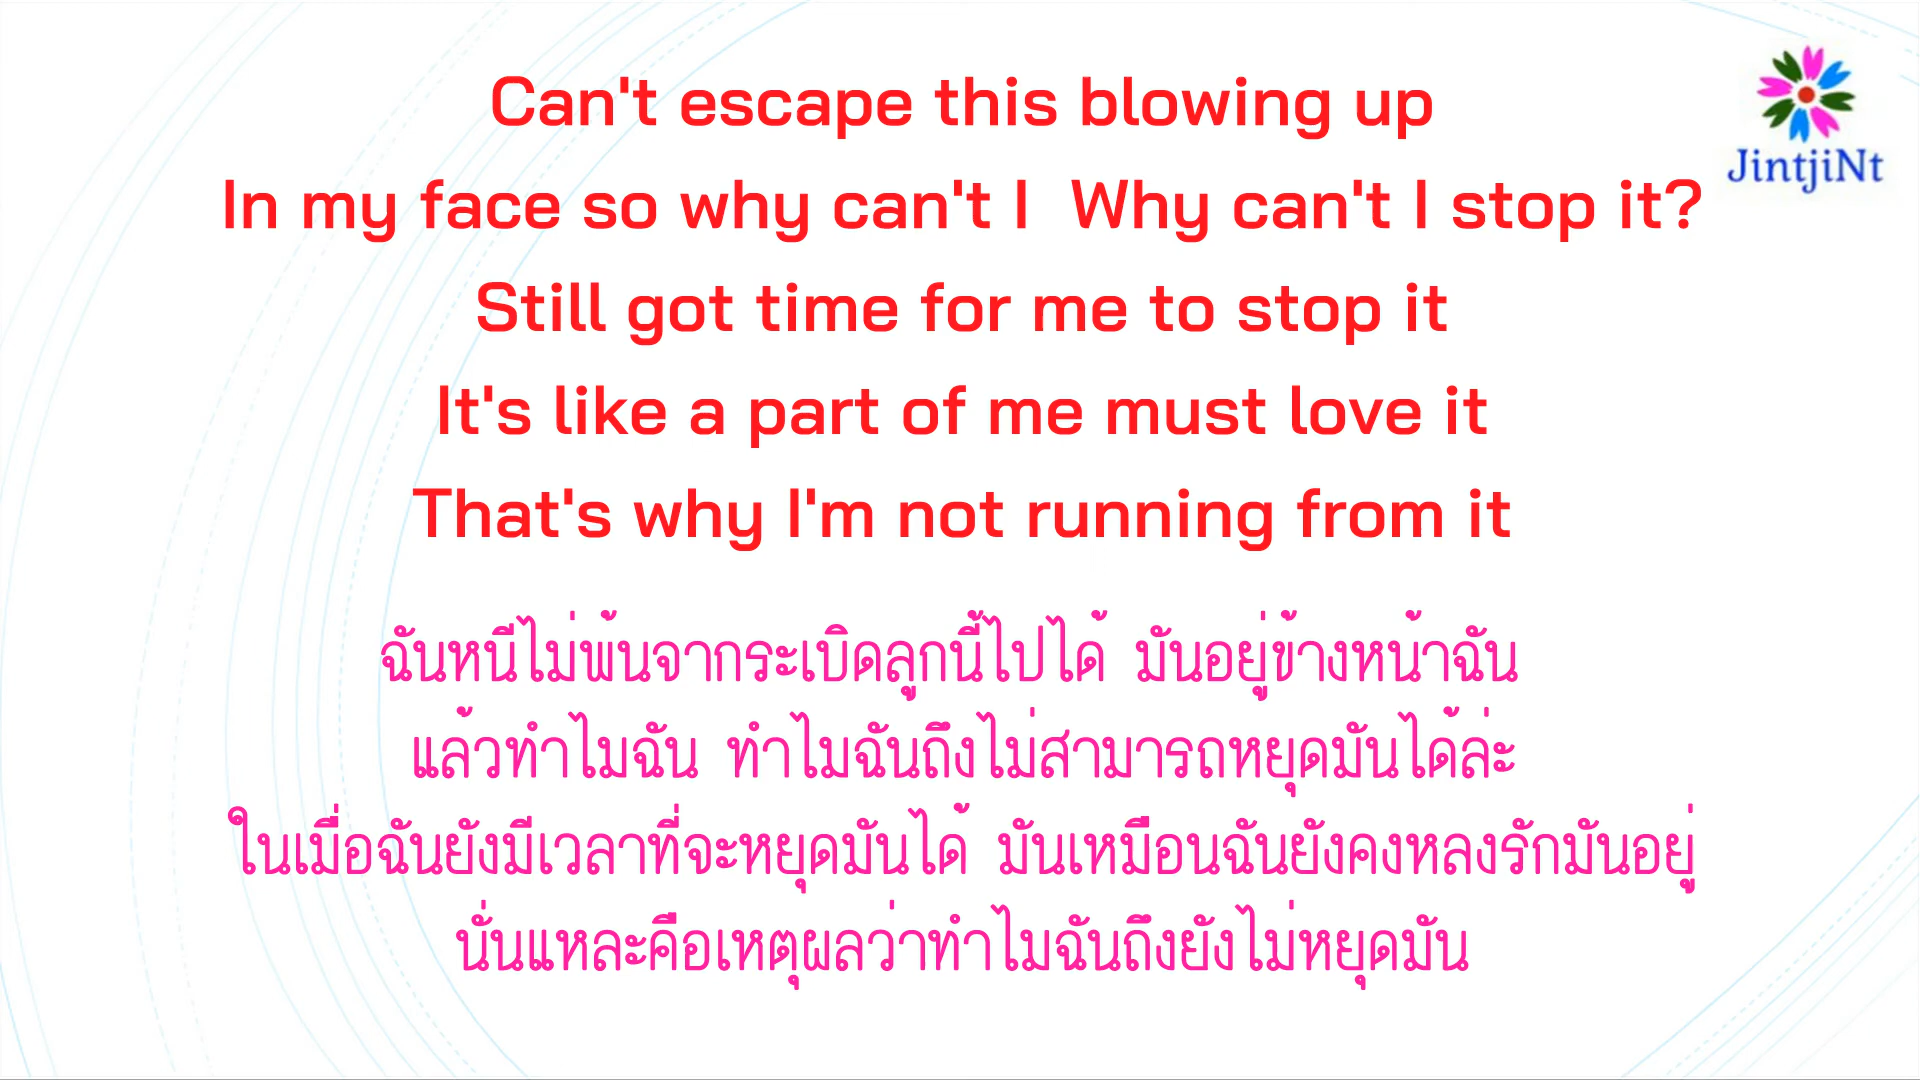 Can't escape this blowing up
JintjiNt
In my face so why can't I  Why can't I stop it?
Still got time for me to stop it
It's like a part of me must love it
That's why I'm not running from it
ฉันหนีไม่พ้นจากระเบิดลูกนี้ไปได้ มันอยู่ข้างหน้าฉัน
แล้วทำไมฉัน ทำไมฉันถึงไม่สามารถหยุดมันได้ล่ะ
ในเมื่อฉันยังมีเวลาที่จะหยุดมันได้ มันเหมือนฉันยังคงหลงรักมันอยู่
นั่นแหละคือเหตุผลว่าทำไมฉันถึงยังไม่หยุดมัน